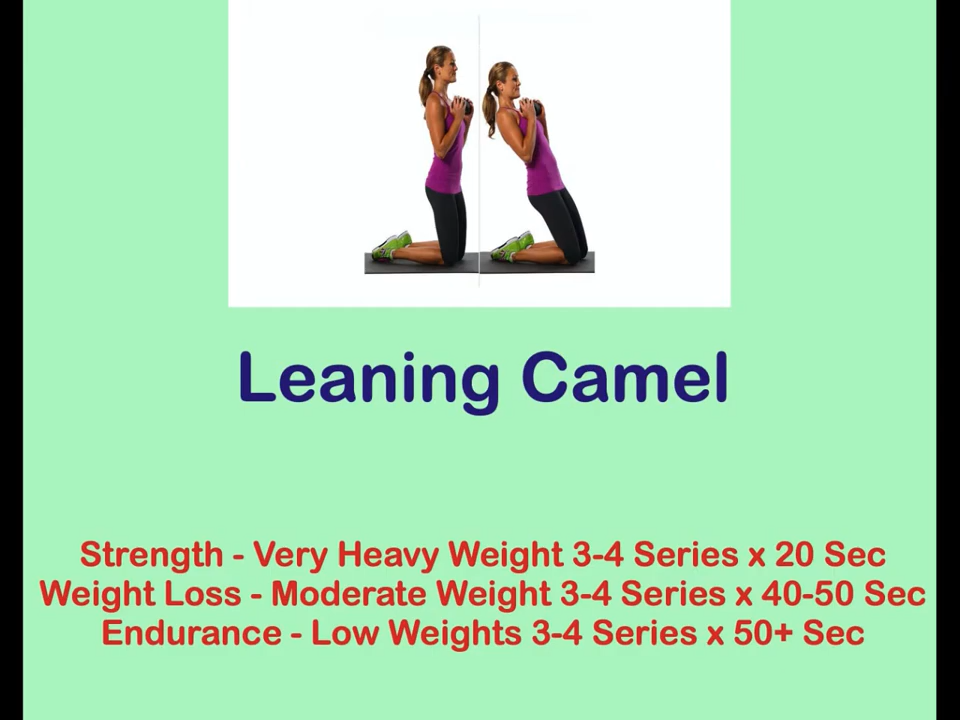 Leaning Camel
Strength - Very Heavy Weight 3-4 Series x 20 Sec
Weight Loss - Moderate Weight 3-4 Series x 40-50 Sec
Endurance - Low Weights 3-4 Series x 50+ Sec